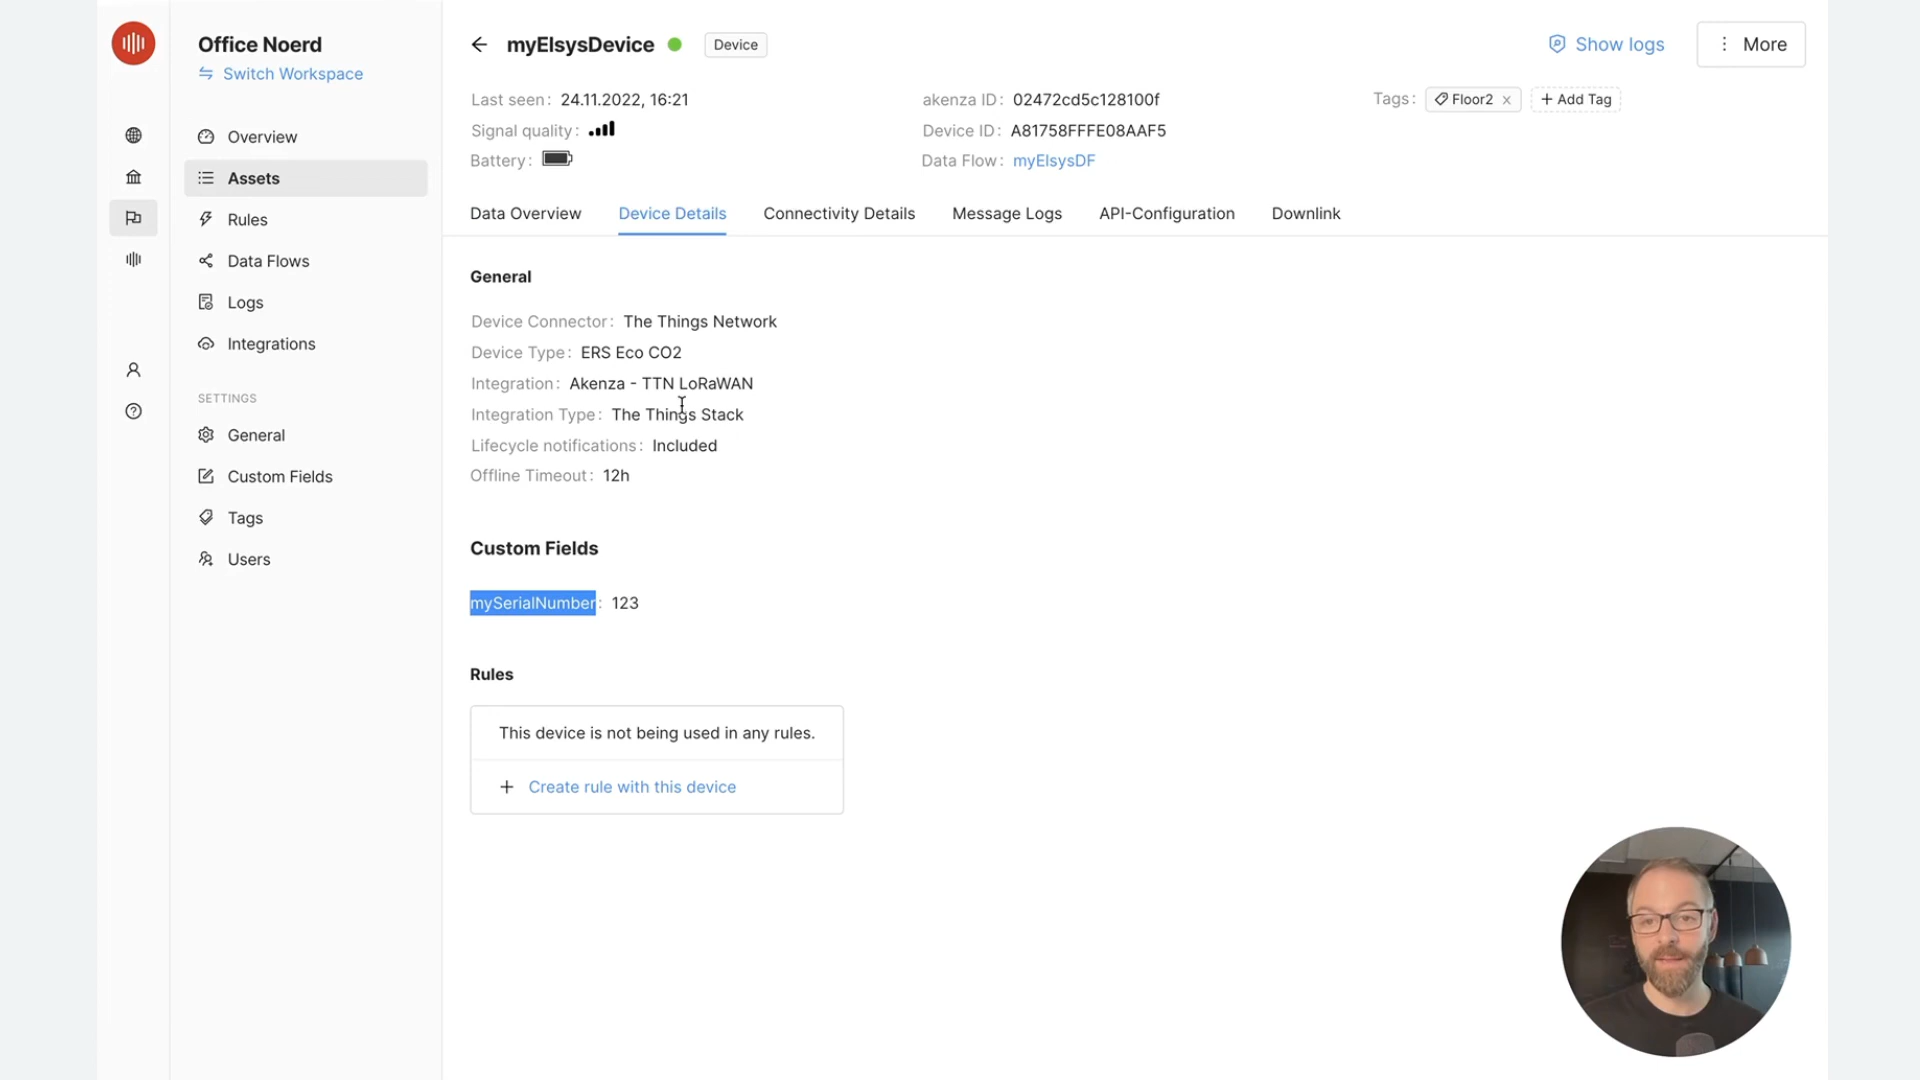 Office Noerd
Switch Workspace
Overview
Assets
Rules
Data Flows
Logs
Integrations
SETTINGS
General
Custom Fields
Tags
Users
myElsysDevice
Device
Show logs
More
Last seen: 24.11.2022, 16:21
Signal quality:
Battery:
akenza ID: 02472cd5c128100f
Device ID: A81758FFFE08AAF5
Data Flow: myElsysDF
Tags: Floor2 × + Add Tag
Data Overview Device Details Connectivity Details Message Logs API-Configuration Downlink
General
Device Connector: The Things Network
Device Type: ERS Eco CO2
Integration: Akenza - TTN LoRaWAN
Integration Type: The Things Stack
Lifecycle notifications: Included
Offline Timeout: 12h
Custom Fields
mySerialNumber: 123
Rules
This device is not being used in any rules.
+ Create rule with this device